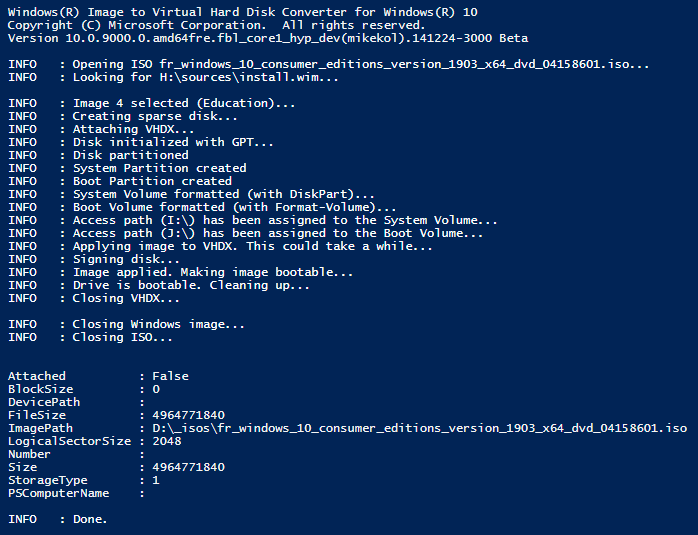 Windows(R) Image to Virtual Hard Disk Converter for Windows(R) 10
Copyright (C) Microsoft Corporation.  All rights reserved.
Version 10.0.9000.0.amd64fre.fbl_core1_hyp_dev(mikekol).141224-3000 Beta
INFO   : Opening ISO fr_windows_10_consumer_editions_version_1903_x64_dvd_04158601.iso...
INFO   : Looking for H:\sources\install.wim...
INFO   : Image 4 selected (Education)...
INFO   : Creating sparse disk...
INFO   : Attaching VHDX...
INFO   : Disk initialized with GPT...
INFO   : Disk partitioned
INFO   : System Partition created
INFO   : Boot Partition created
INFO   : System Volume formatted (with DiskPart)...
INFO   : Boot Volume formatted (with Format-Volume)...
INFO   : Access path (I:\) has been assigned to the System Volume...
INFO   : Access path (J:\) has been assigned to the Boot Volume...
INFO   : Applying image to VHDX. This could take a while...
INFO   : Signing disk...
INFO   : Image applied. Making image bootable...
INFO   : Drive is bootable. Cleaning up...
INFO   : Closing VHDX...
INFO   : Closing Windows image...
INFO   : Closing ISO...
Attached          : False
BlockSize         : 0
DevicePath        :
FileSize          : 4964771840
ImagePath         : D:\_isos\fr_windows_10_consumer_editions_version_1903_x64_dvd_04158601.iso
LogicalSectorSize : 2048
Number            :
Size              : 4964771840
StorageType       : 1
PSComputerName    :
INFO   : Done.